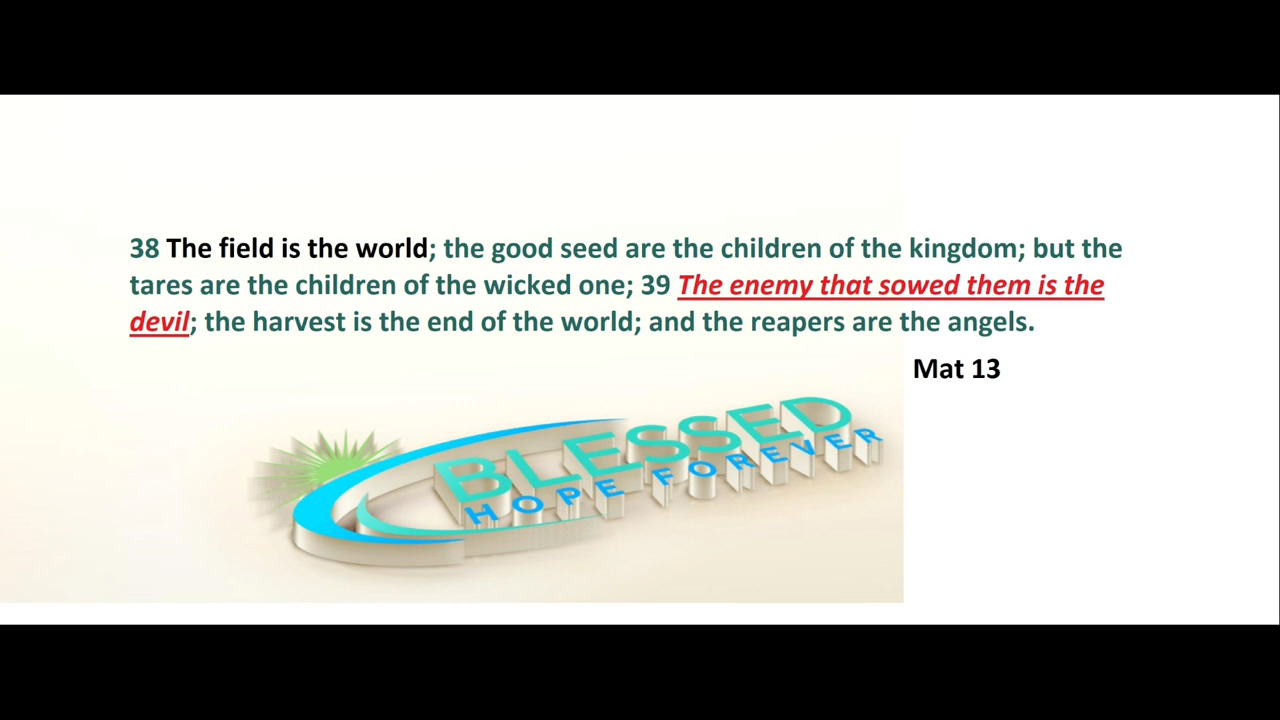 38 The field is the world; the good seed are the children of the kingdom; but the
tares are the children of the wicked one; 39 The enemy that sowed them is the
devil; the harvest is the end of the world; and the reapers are the angels.
Mat 13
BLESSED
HOPE FOREVER